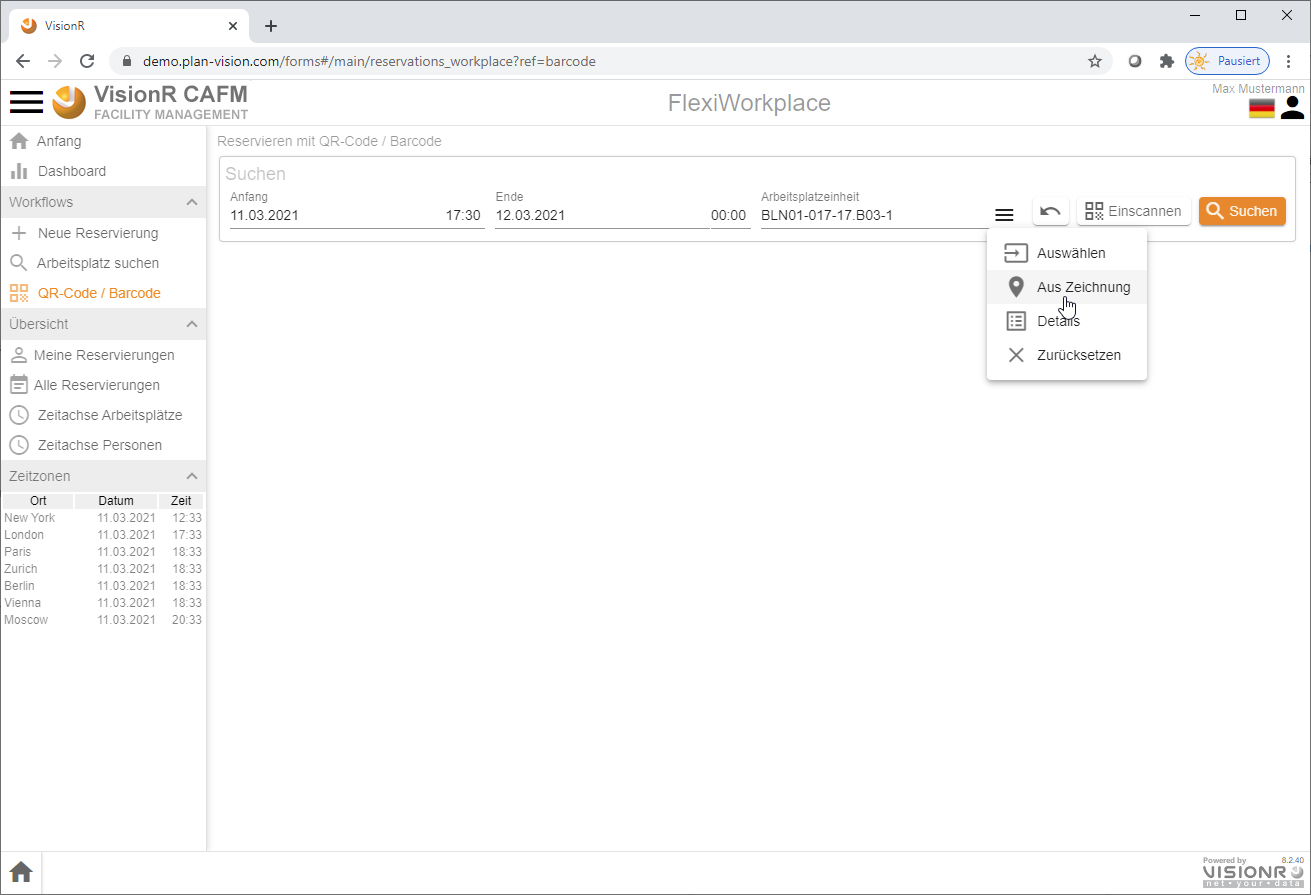 VisionR
demo.plan-vision.com/forms#/main/reservations_workplace?ref=barcode
Pausiert
VisionR CAFM
FACILITY MANAGEMENT
FlexiWorkplace
Max Mustermann
Anfang
Dashboard
Workflows
Neue Reservierung
Arbeitsplatz suchen
QR-Code / Barcode
Übersicht
Meine Reservierungen
Alle Reservierungen
Zeitachse Arbeitsplätze
Zeitachse Personen
Zeitzonen
Ort Datum Zeit
New York 11.03.2021 12:33
London 11.03.2021 17:33
Paris 11.03.2021 18:33
Zurich 11.03.2021 18:33
Berlin 11.03.2021 18:33
Vienna 11.03.2021 18:33
Moscow 11.03.2021 20:33
Reservieren mit QR-Code / Barcode
Suchen
Anfang Ende Arbeitsplatzeinheit
11.03.2021 17:30 12.03.2021 00:00 BLN01-017-17.B03-1
Einscannen Suchen
Auswählen
Aus Zeichnung
Details
Zurücksetzen
Powered by 8.2.40
VISIONR
net • your • data